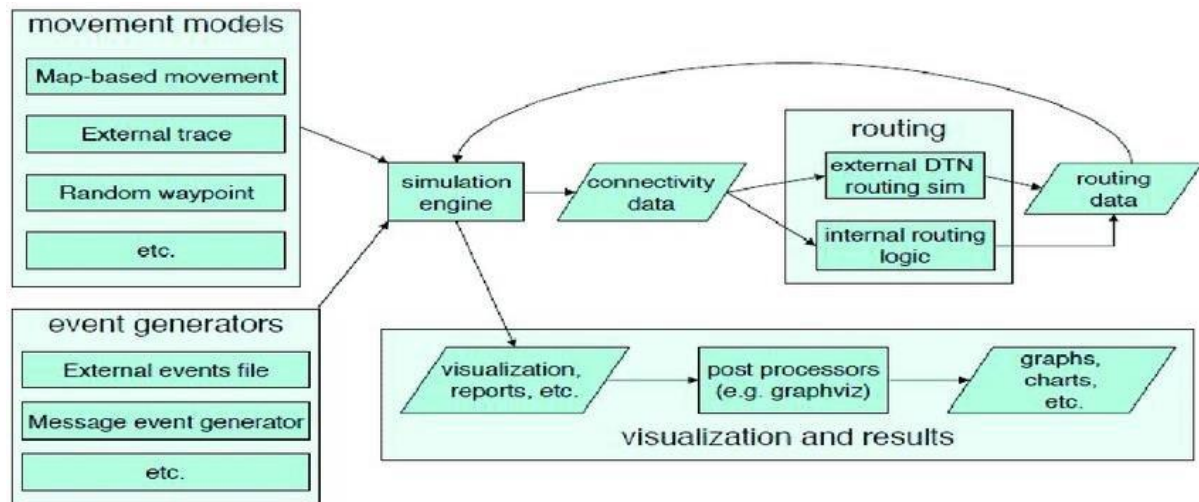 movement models
Map-based movement
External trace
Random waypoint
etc.
event generators
External events file
Message event generator
etc.
simulation
engine
connectivity
data
routing
external DTN
routing sim
internal routing
logic
routing
data
visualization,
reports, etc.
post processors
(e.g. graphviz)
graphs,
charts,
etc.
visualization and results